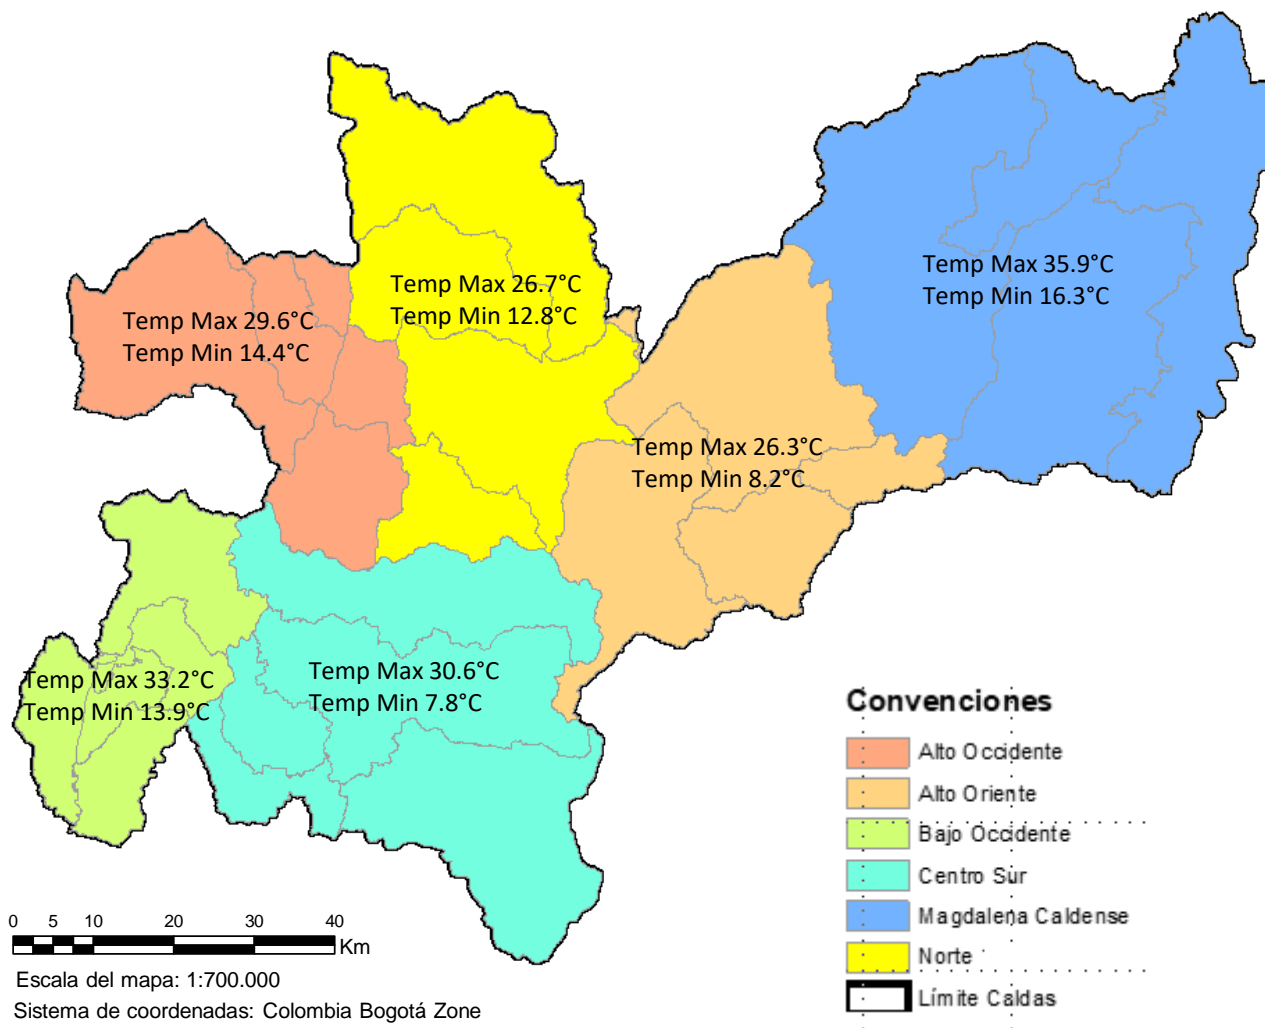 Temp Max 35.9°C
Temp Min 16.3°C
Temp Max 26.7°C
Temp Min 12.8°C
Temp Max 29.6°C
Temp Min 14.4°C
Temp Max 26.3°C
Temp Min 8.2°C
Temp Max 30.6°C
Temp Min 7.8°C
Temp Max 33.2°C
Temp Min 13.9°C
Convenciones
Alto Occidente
Alto Oriente
Bajo Occidente
Centro Sur
Magdalena Caldense
Norte
Límite Caldas
0 5 10 20 30 40
Km
Escala del mapa: 1:700.000
Sistema de coordenadas: Colombia Bogotá Zone